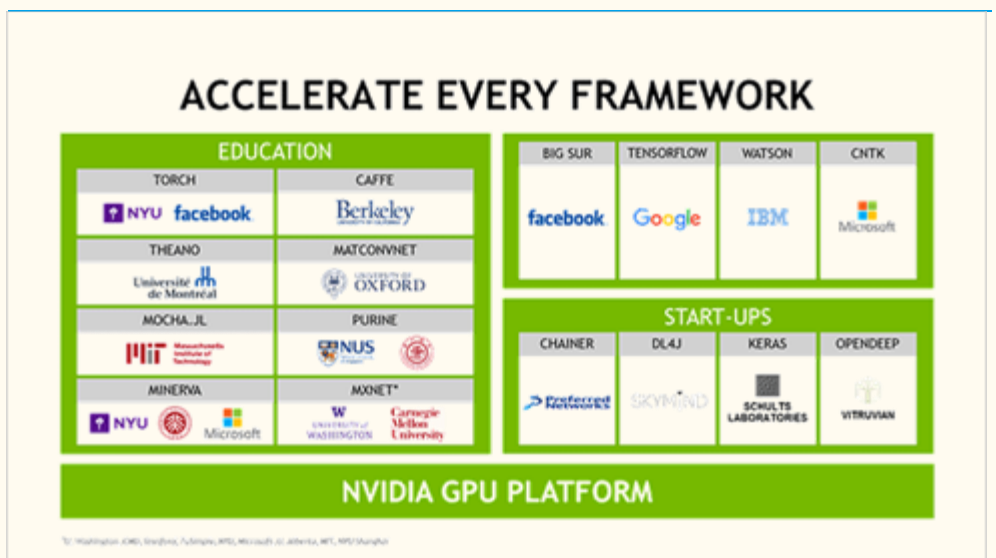 ACCELERATE EVERY FRAMEWORK
EDUCATION
TORCH
NYU facebook
CAFFE
Berkeley
UNIVERSITY OF CALIFORNIA
THEANO
Université
de Montréal
MATCONVNET
UNIVERSITY OF
OXFORD
MOCHA.JL
Massachusetts
Institute of
Technology
PURINE
NUS
MINERVA
NYU
Microsoft
MXNET*
W
UNIVERSITY of
WASHINGTON
Carnegie
Mellon
University
BIG SUR
facebook
TENSORFLOW
Google
WATSON
IBM
CNTK
Microsoft
START-UPS
CHAINER
Preferred
Networks
DL4J
SKYMIND
KERAS
SCHULTS
LABORATORIES
OPENDEEP
VITRUVIAN
NVIDIA GPU PLATFORM